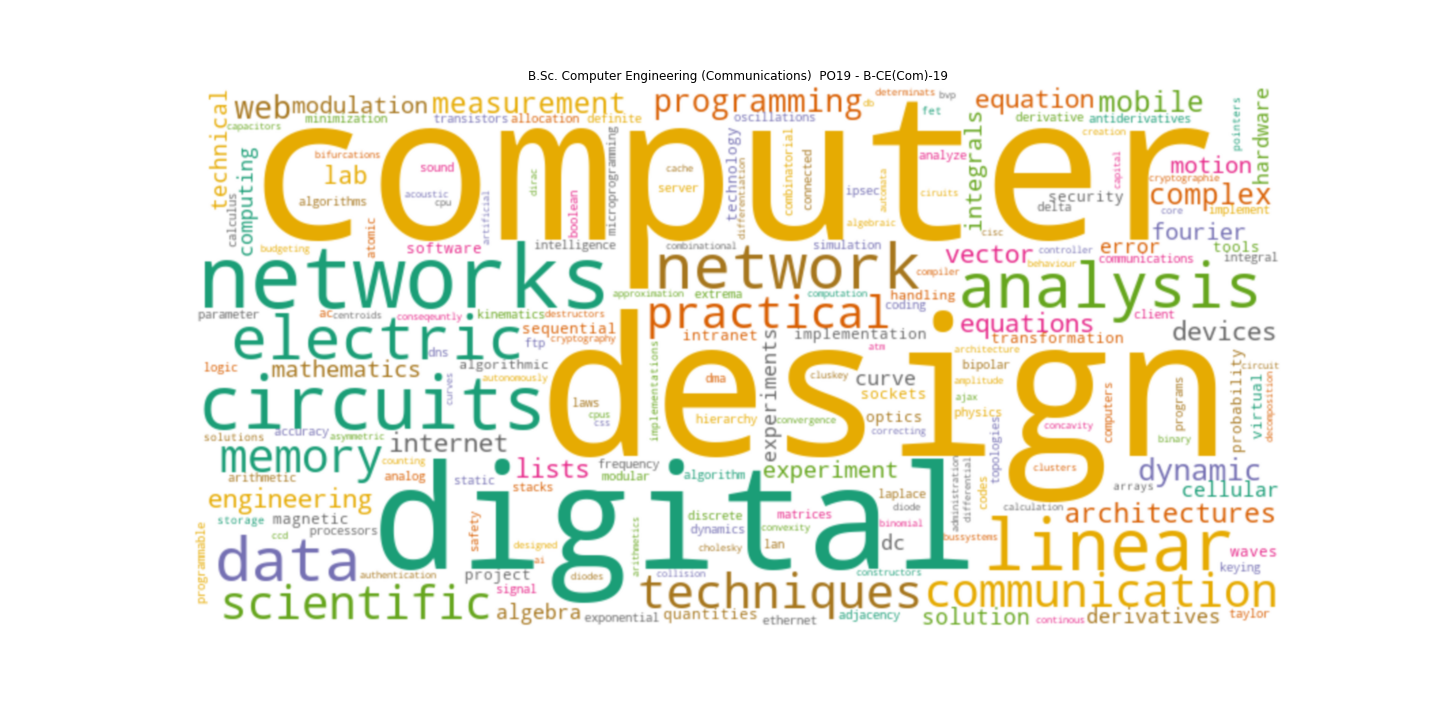 B.Sc. Computer Engineering (Communications)  PO19 - B-CE(Com)-19
technical
web
modulation
measurement
programming
db
determinats
bvp
equation
mobile
pointers
hardware
capacitors
minimization
transistors
allocation
definite
oscillations
fet
derivative
antiderivatives
creation
computer
computing
calculus
bifurcations
lab
algorithms
sound
acoustic
cpu
artificial
dirac
boolean
microprogramming
cache
server
technology
differentiation
combinatorial
connected
ipsec
automata
algebraic
ciruits
analyze
integrals
cisc
security
delta
capital
motion
cryptographie
complex
core
implement
budgeting
atomic
software
intelligence
combinational
simulation
fourier
vector
controller
error
communications
tools
integral
behaviour
networks
network
compiler
analysis
approximation
extrema
computation
handling
coding
parameter
ac
centroids
conseqeuntly
kinematics
destructors
practical
client
electric
sequential
cryptography
ftp
dns
intranet
implementation
atm
equations
transformation
devices
logic
mathematics
algorithmic
autonomously
curves
implementations
dma
experiments
cluskey
curve
architecture
bipolar
amplitude
ajax
sockets
optics
physics
correcting
design
circuits
laws
cpus
css
hierarchy
convergence
topologies
concavity
computers
programs
binary
probability
virtual
circuit
decomposition
solutions
accuracy
asymmetric
internet
memory
counting
arithmetic
analog
static
lists
stacks
frequency
modular
algorithm
experiment
clusters
dynamic
arrays
cellular
engineering
storage
magnetic
ccd
processors
digital
safety
designed
ai
diodes
arithmetics
discrete
dynamics
cholesky
collision
matrices
convexity
lan
laplace
diode
binomial
dc
constructors
administration
differential
codes
bussystems
calculation
architectures
linear
waves
keying
programmable
data
authentication
project
signal
scientific
algebra
exponential
techniques
quantities
ethernet
adjacency
communication
solution
continous
derivatives
taylor